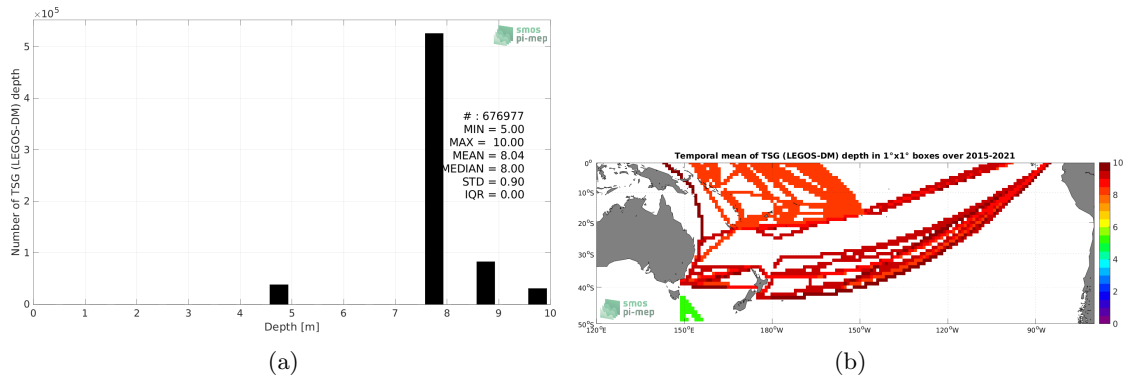 ×10⁵
5
4
3
2
1
0
Number of TSG (LEGOS-DM) depth
smos
pi-mep
# : 676977
MIN = 5.00
MAX = 10.00
MEAN = 8.04
MEDIAN = 8.00
STD = 0.90
IQR = 0.00
0 1 2 3 4 5 6 7 8 9 10
Depth [m]
(a)
Temporal mean of TSG (LEGOS-DM) depth in 1°x1° boxes over 2015-2021
0°
10°S
20°S
30°S
40°S
50°S
120°E 150°E 180°W 150°W 120°W 90°W
smos
pi-mep
10
8
6
4
2
0
(b)